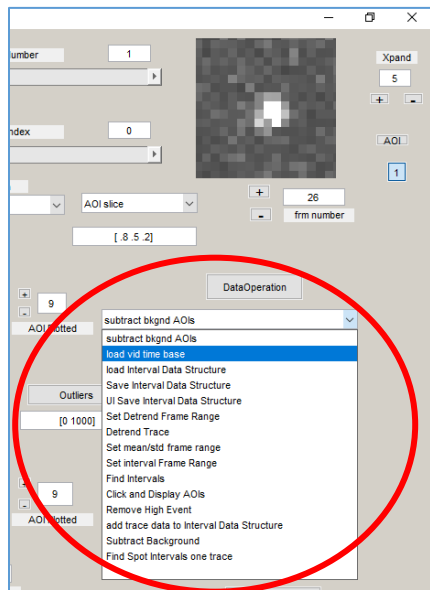 umber
1
Xpand
5
+
-
ndex
0
AOI
1
AOI slice
+
26
-
frm number
[ .8 .5 .2]
DataOperation
+
9
-
AOI Plotted
subtract bkgnd AOIs
subtract bkgnd AOIs
load vid time base
load Interval Data Structure
Save Interval Data Structure
UI Save Interval Data Structure
Set Detrend Frame Range
Detrend Trace
Set mean/std frame range
Set interval Frame Range
Find Intervals
Click and Display AOIs
Remove High Event
add trace data to Interval Data Structure
Subtract Background
Find Spot Intervals one trace
Outliers
[0 1000]
+
9
-
AOI Plotted